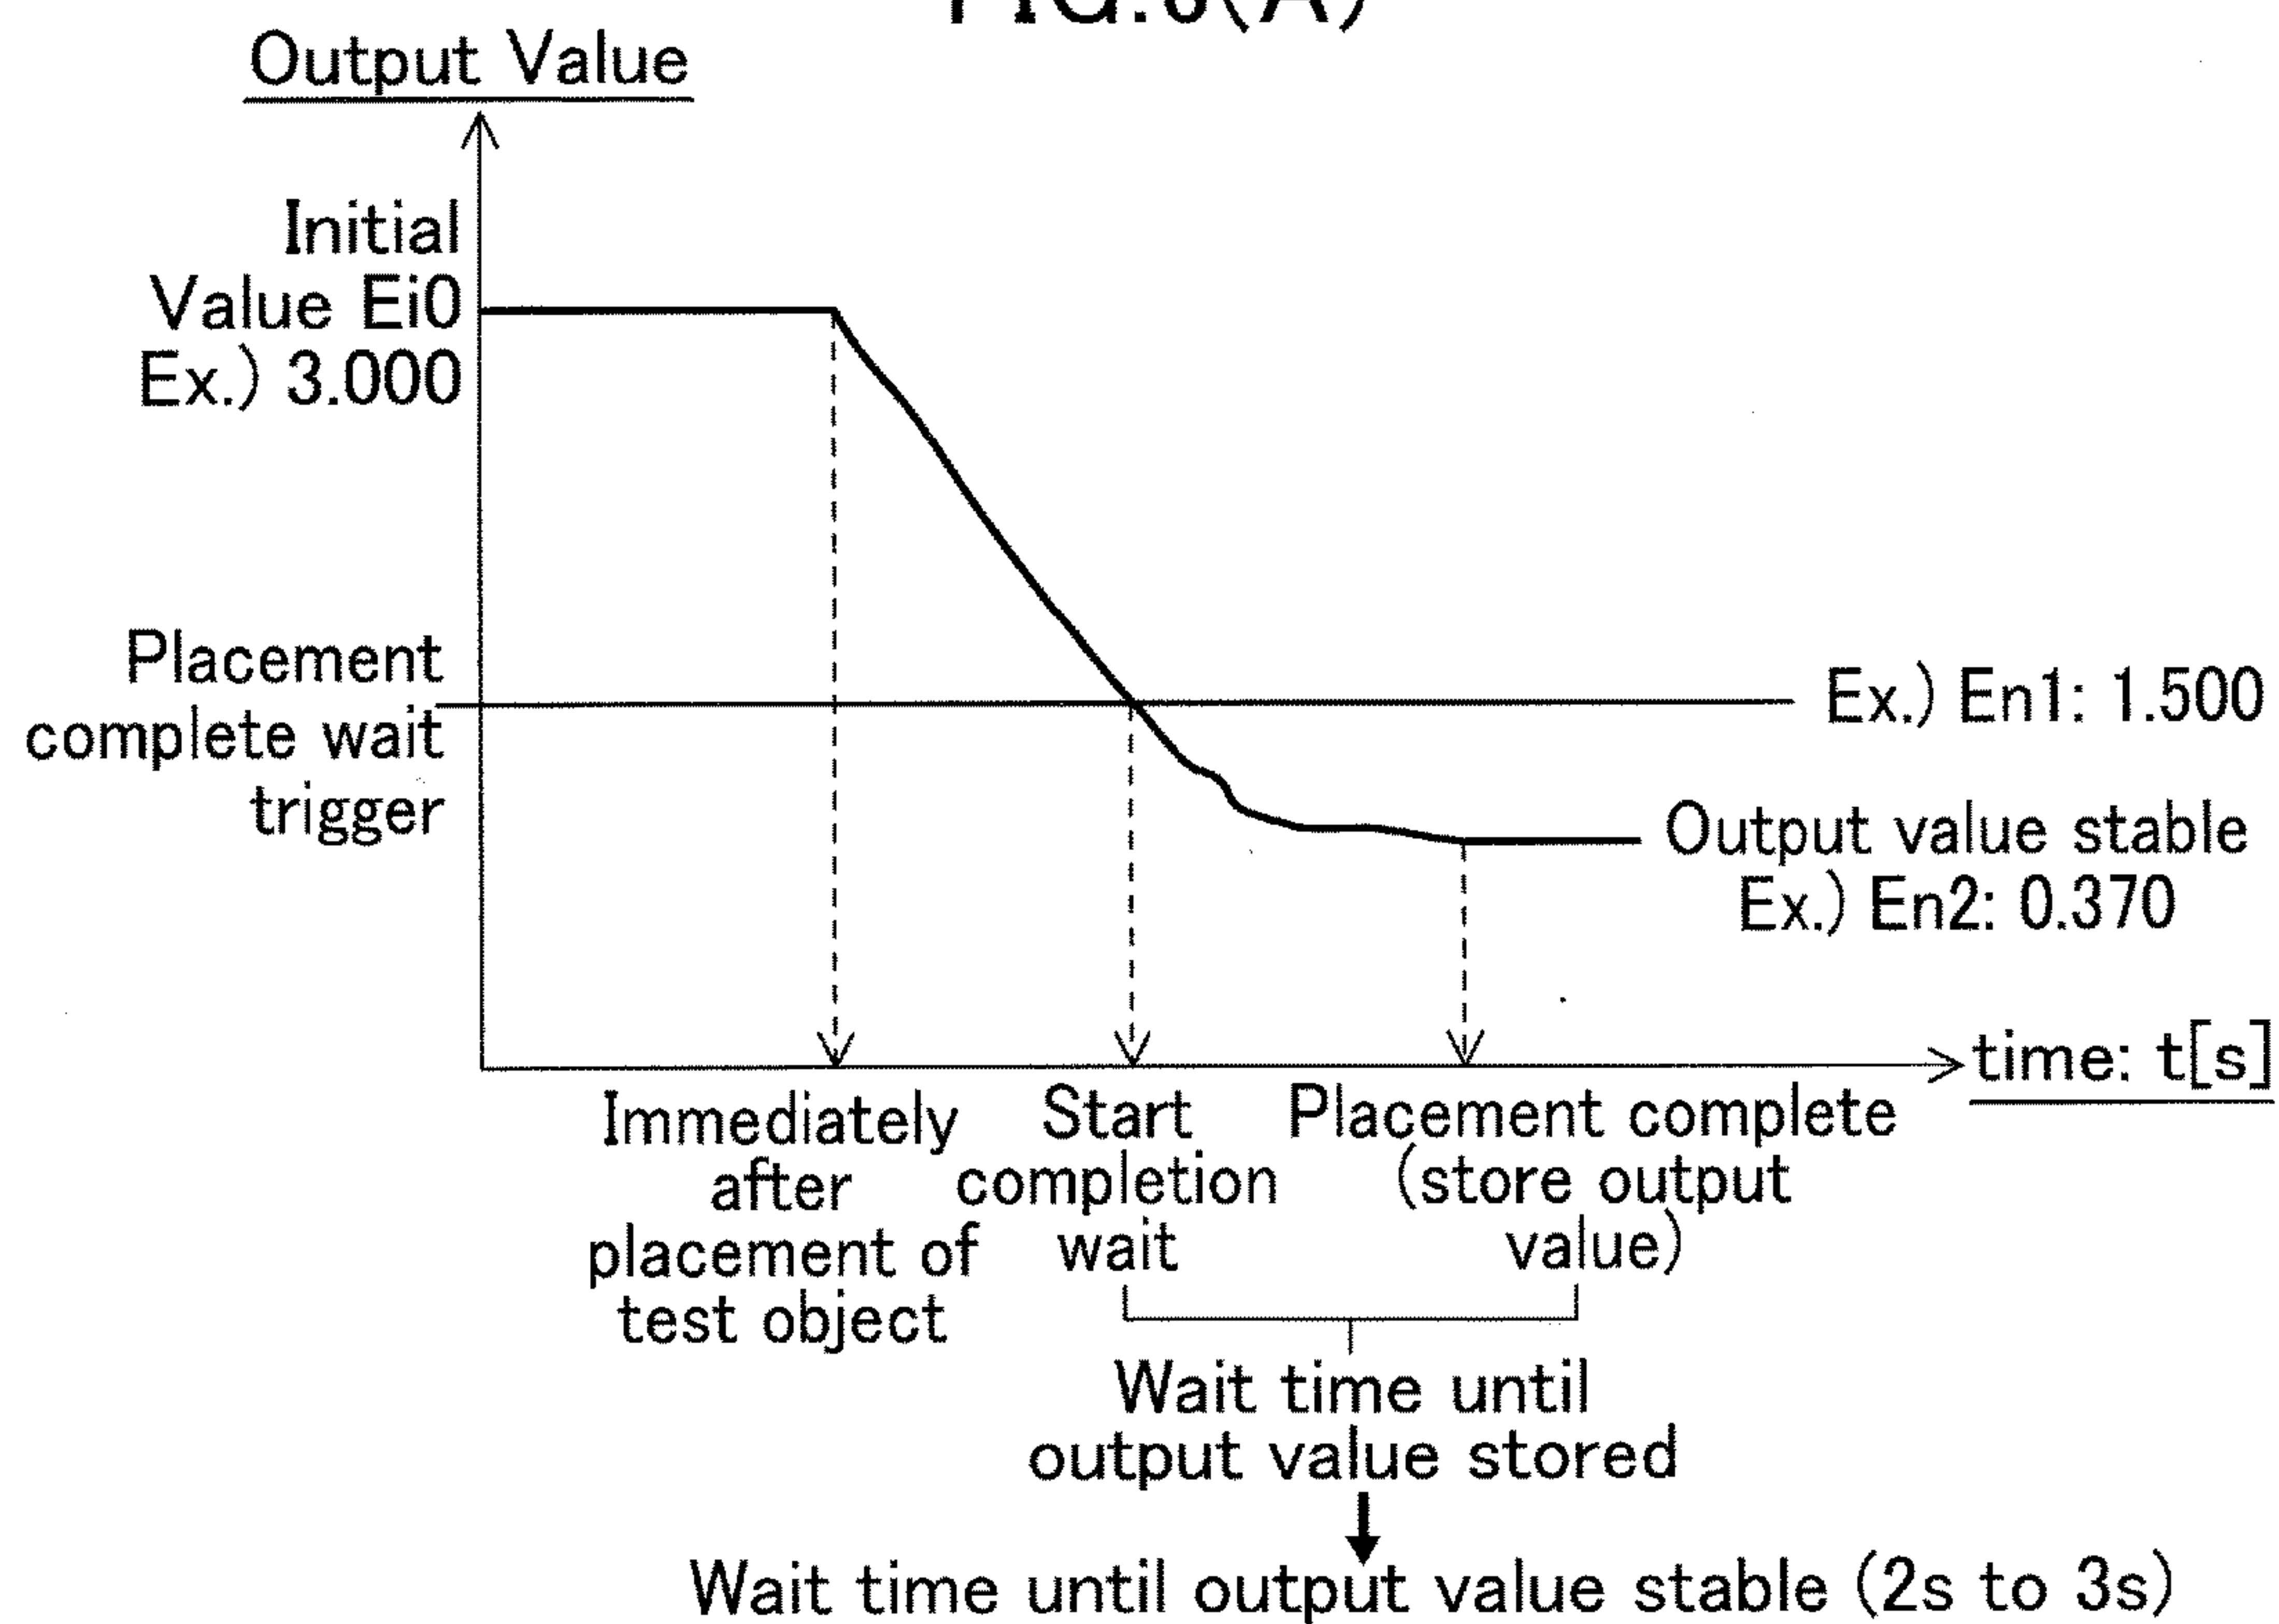 Output Value
Initial
Value Ei0
Ex.) 3.000
Placement
complete wait
trigger
Ex.) En1: 1.500
Output value stable
Ex.) En2: 0.370
time: t[s]
Immediately
after
placement of
test object
Start
completion
wait
Placement complete
(store output
value)
Wait time until
output value stored
Wait time until output value stable (2s to 3s)